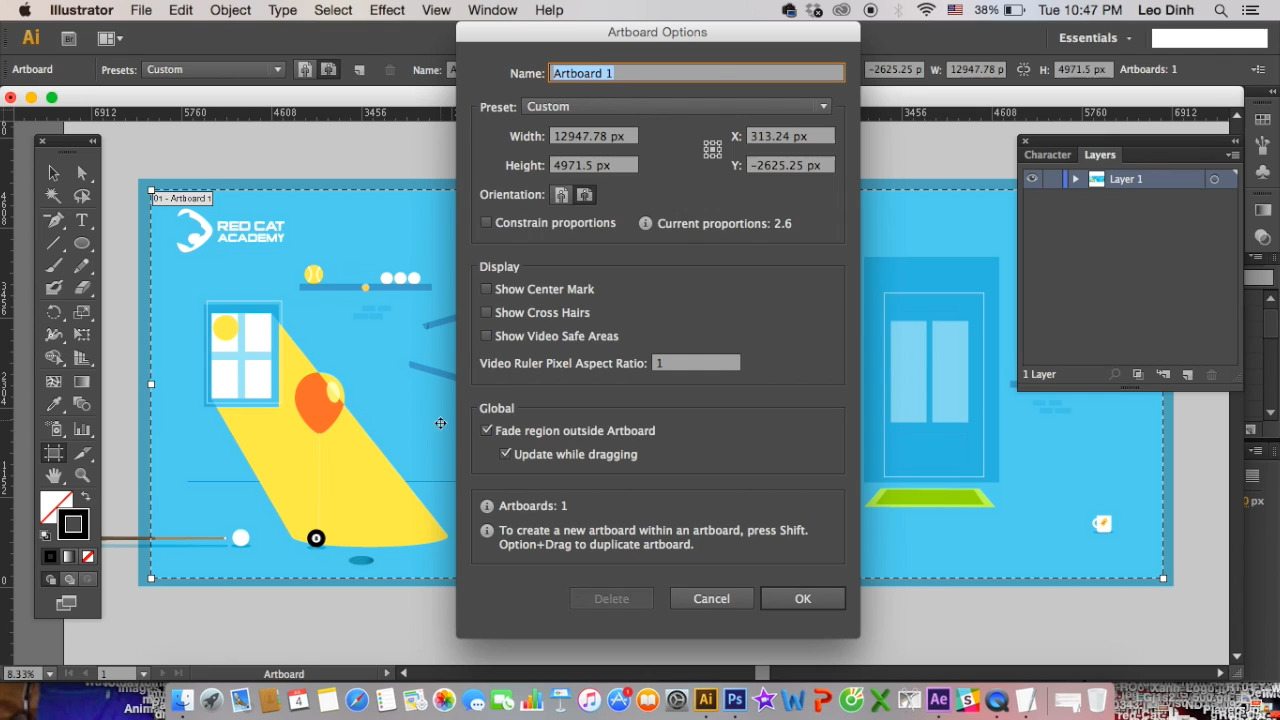 Illustrator File Edit Object Type Select Effect View Window Help
38% Tue 10:47 PM Leo Dinh
Ai Br Essentials
Artboard Presets: Custom Name: A
-2625.25 p W: 12947.78 p H: 4971.5 px Artboards: 1
6912 5760 4608 3456
3456 4608 5760 6912
Artboard Options
Name: Artboard 1
Preset: Custom
Width: 12947.78 px X: 313.24 px
Height: 4971.5 px Y: -2625.25 px
Orientation:
Constrain proportions Current proportions: 2.6
Display
Show Center Mark
Show Cross Hairs
Show Video Safe Areas
Video Ruler Pixel Aspect Ratio: 1
Global
Fade region outside Artboard
Update while dragging
Artboards: 1
To create a new artboard within an artboard, press Shift.
Option+Drag to duplicate artboard.
Delete Cancel OK
01 - Artboard 1
RED CAT
ACADEMY
Character Layers
Layer 1
1 Layer
px
8.33% 1 Artboard